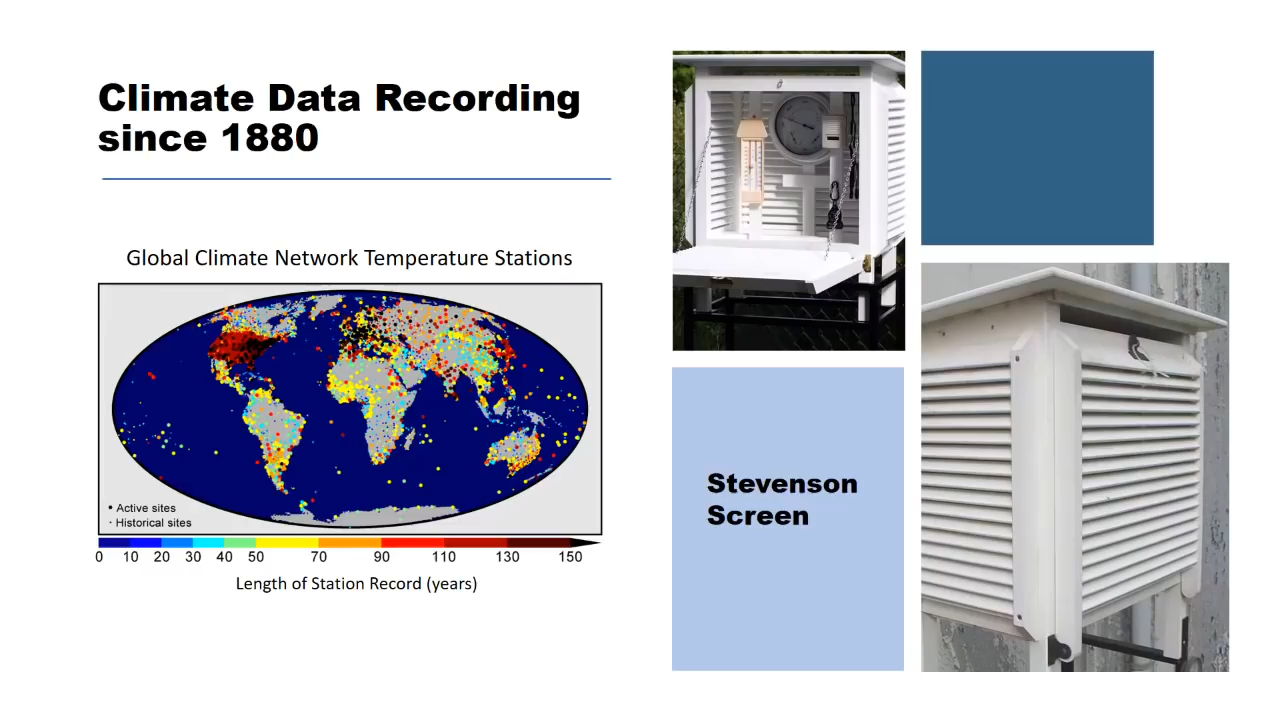 Climate Data Recording
since 1880
Global Climate Network Temperature Stations
• Active sites
· Historical sites
0 10 20 30 40 50 70 90 110 130 150
Length of Station Record (years)
Stevenson
Screen